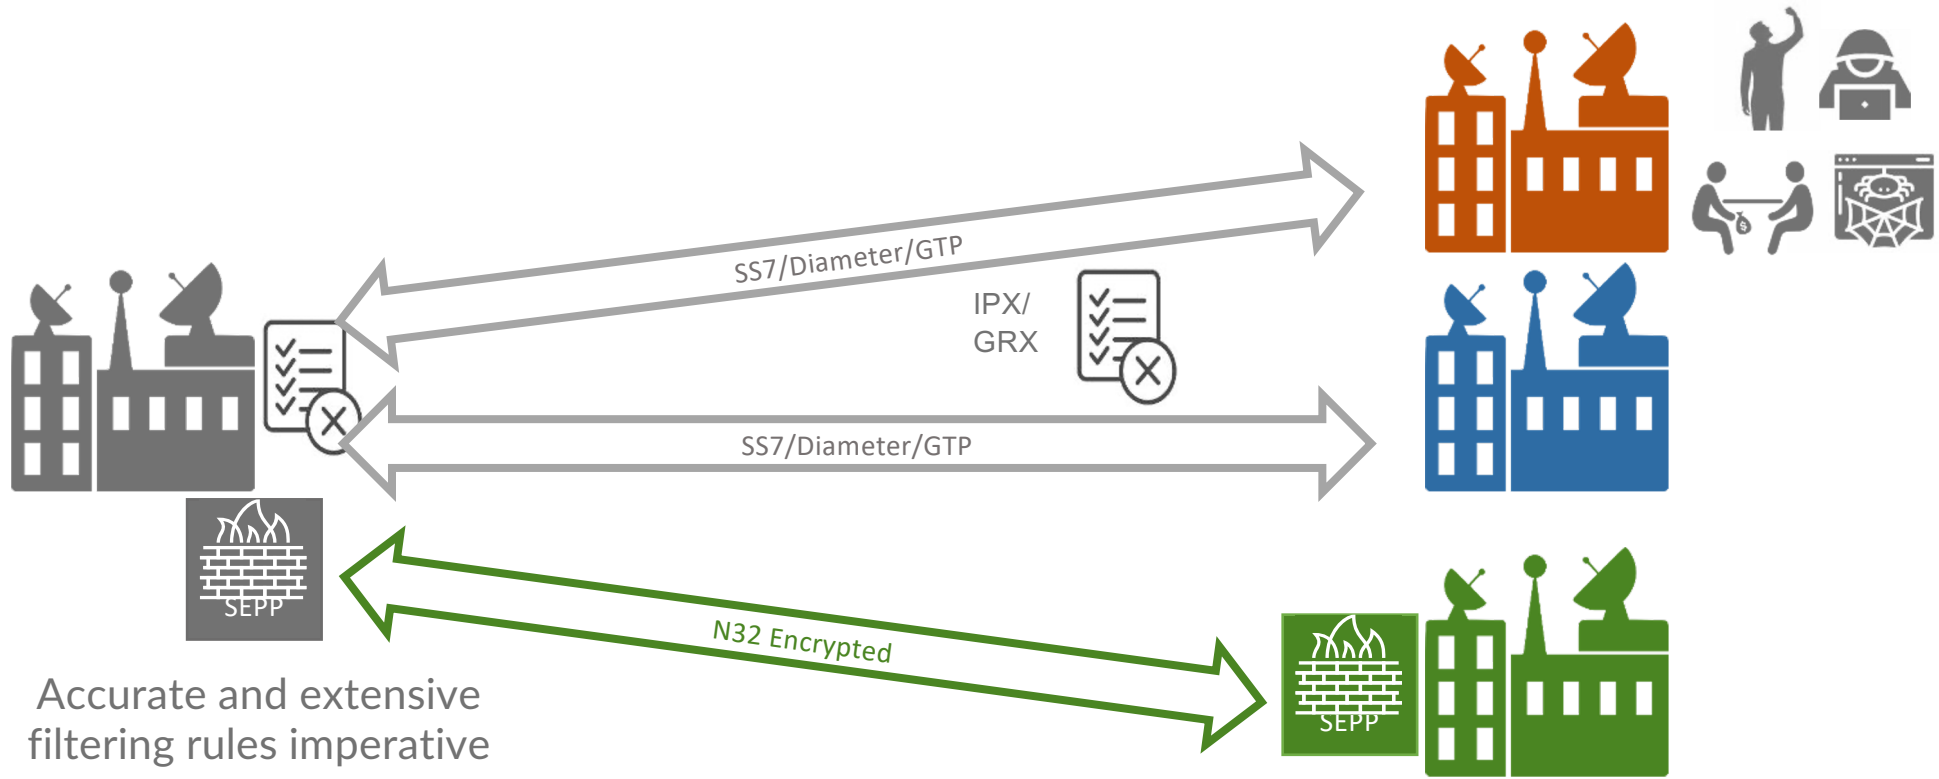 SS7/Diameter/GTP
IPX/
GRX
SS7/Diameter/GTP
SEPP
N32 Encrypted
SEPP
Accurate and extensive
filtering rules imperative